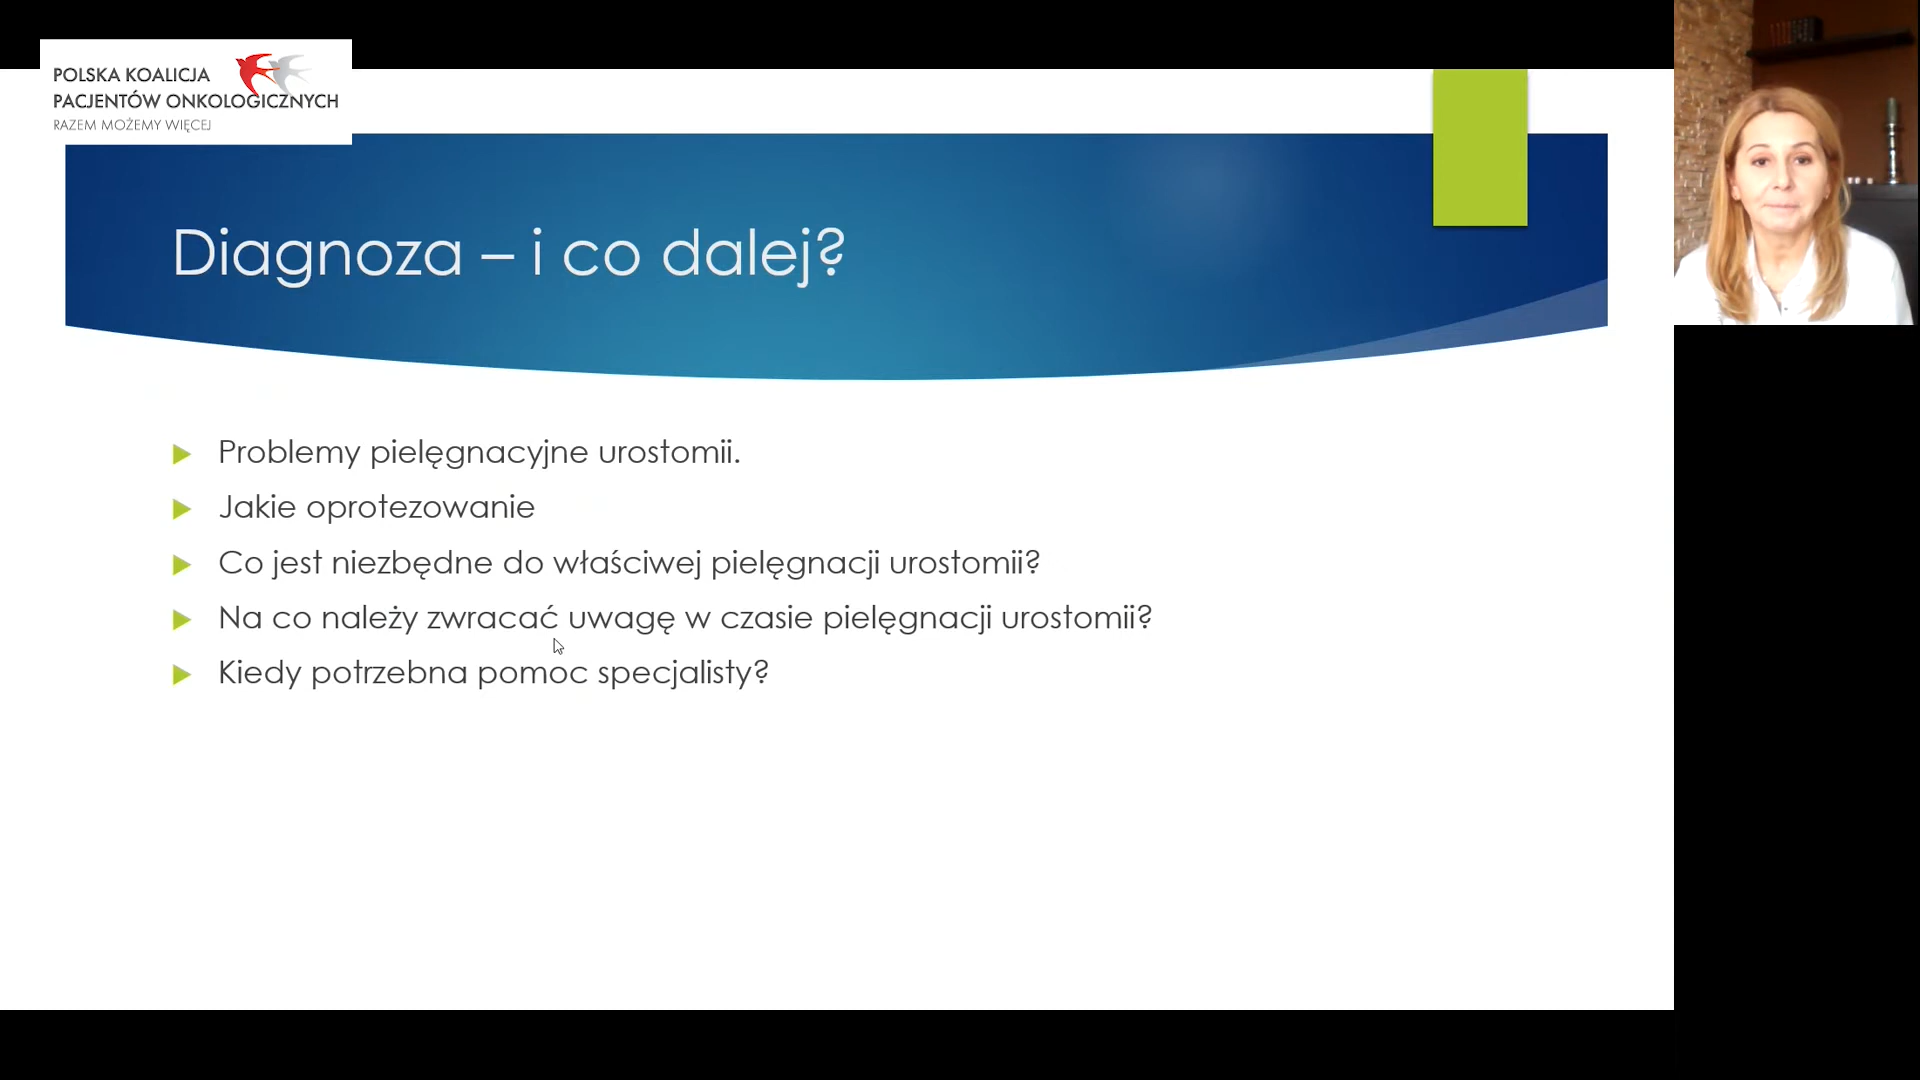 POLSKA KOALICJA
PACJENTÓW ONKOLOGICZNYCH
RAZEM MOŻEMY WIĘCEJ
Diagnoza – i co dalej?
Problemy pielęgnacyjne urostomii.
Jakie oprotezowanie
Co jest niezbędne do właściwej pielęgnacji urostomii?
Na co należy zwracać uwagę w czasie pielęgnacji urostomii?
Kiedy potrzebna pomoc specjalisty?